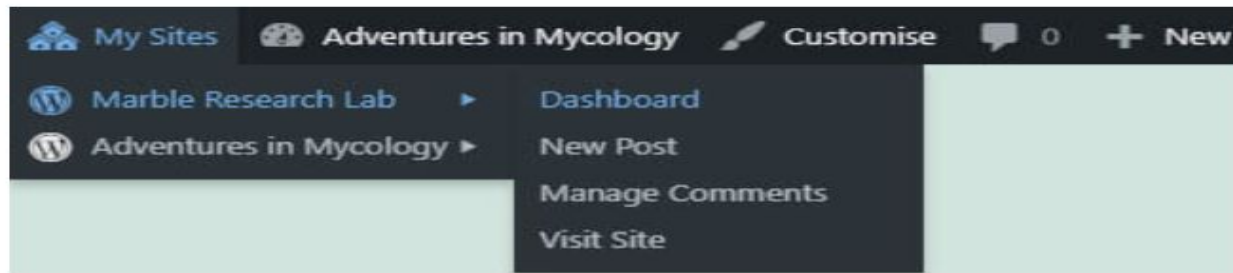 My Sites Adventures in Mycology Customise 0 + New
Marble Research Lab Dashboard
Adventures in Mycology New Post
Manage Comments
Visit Site